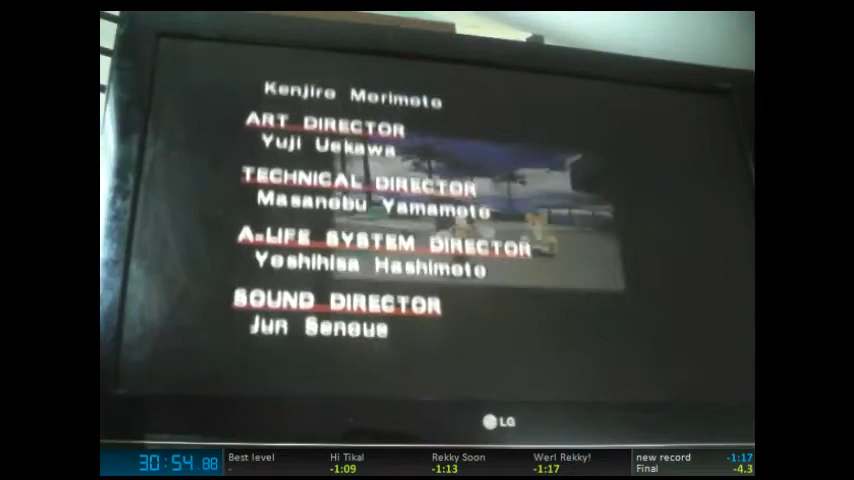 Kenjiro Morimoto
ART DIRECTOR
Yuji Uekawa
TECHNICAL DIRECTOR
Masanobu Yamamoto
A-LIFE SYSTEM DIRECTOR
Yoshihisa Hashimoto
SOUND DIRECTOR
Jun Senoue
LG
30:54.88
Best level
-
Hi Tikal
-1:09
Rekky Soon
-1:13
Werl Rekky!
-1:17
new record -1:17
Final -4.3